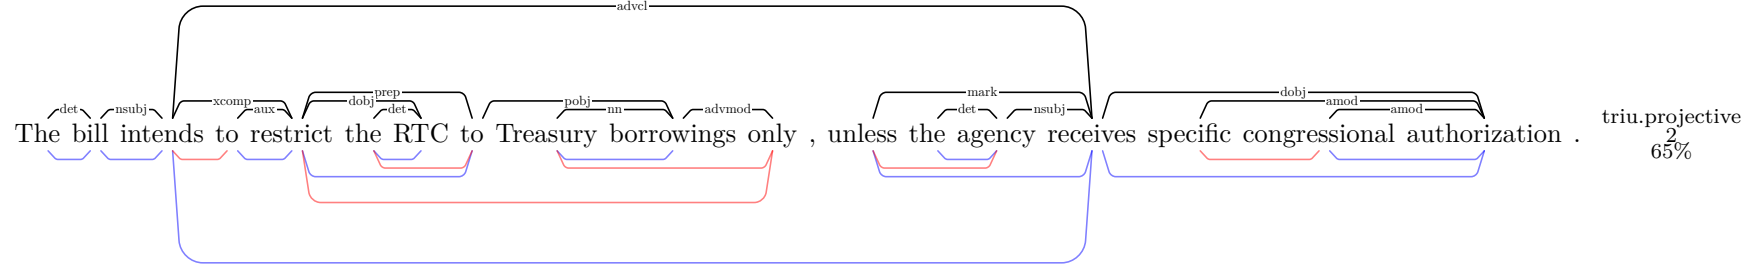 advcl
prep
xcomp dobj pobj mark dobj
amod
det nsubj aux det nn advmod det nsubj amod
The bill intends to restrict the RTC to Treasury borrowings only , unless the agency receives specific congressional authorization .
triu.projective
2
65%